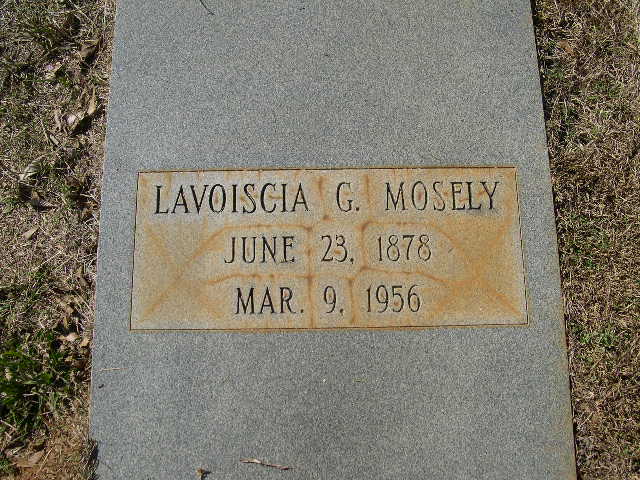 LAVOISCIA G. MOSELY
JUNE 23, 1878
MAR. 9, 1956